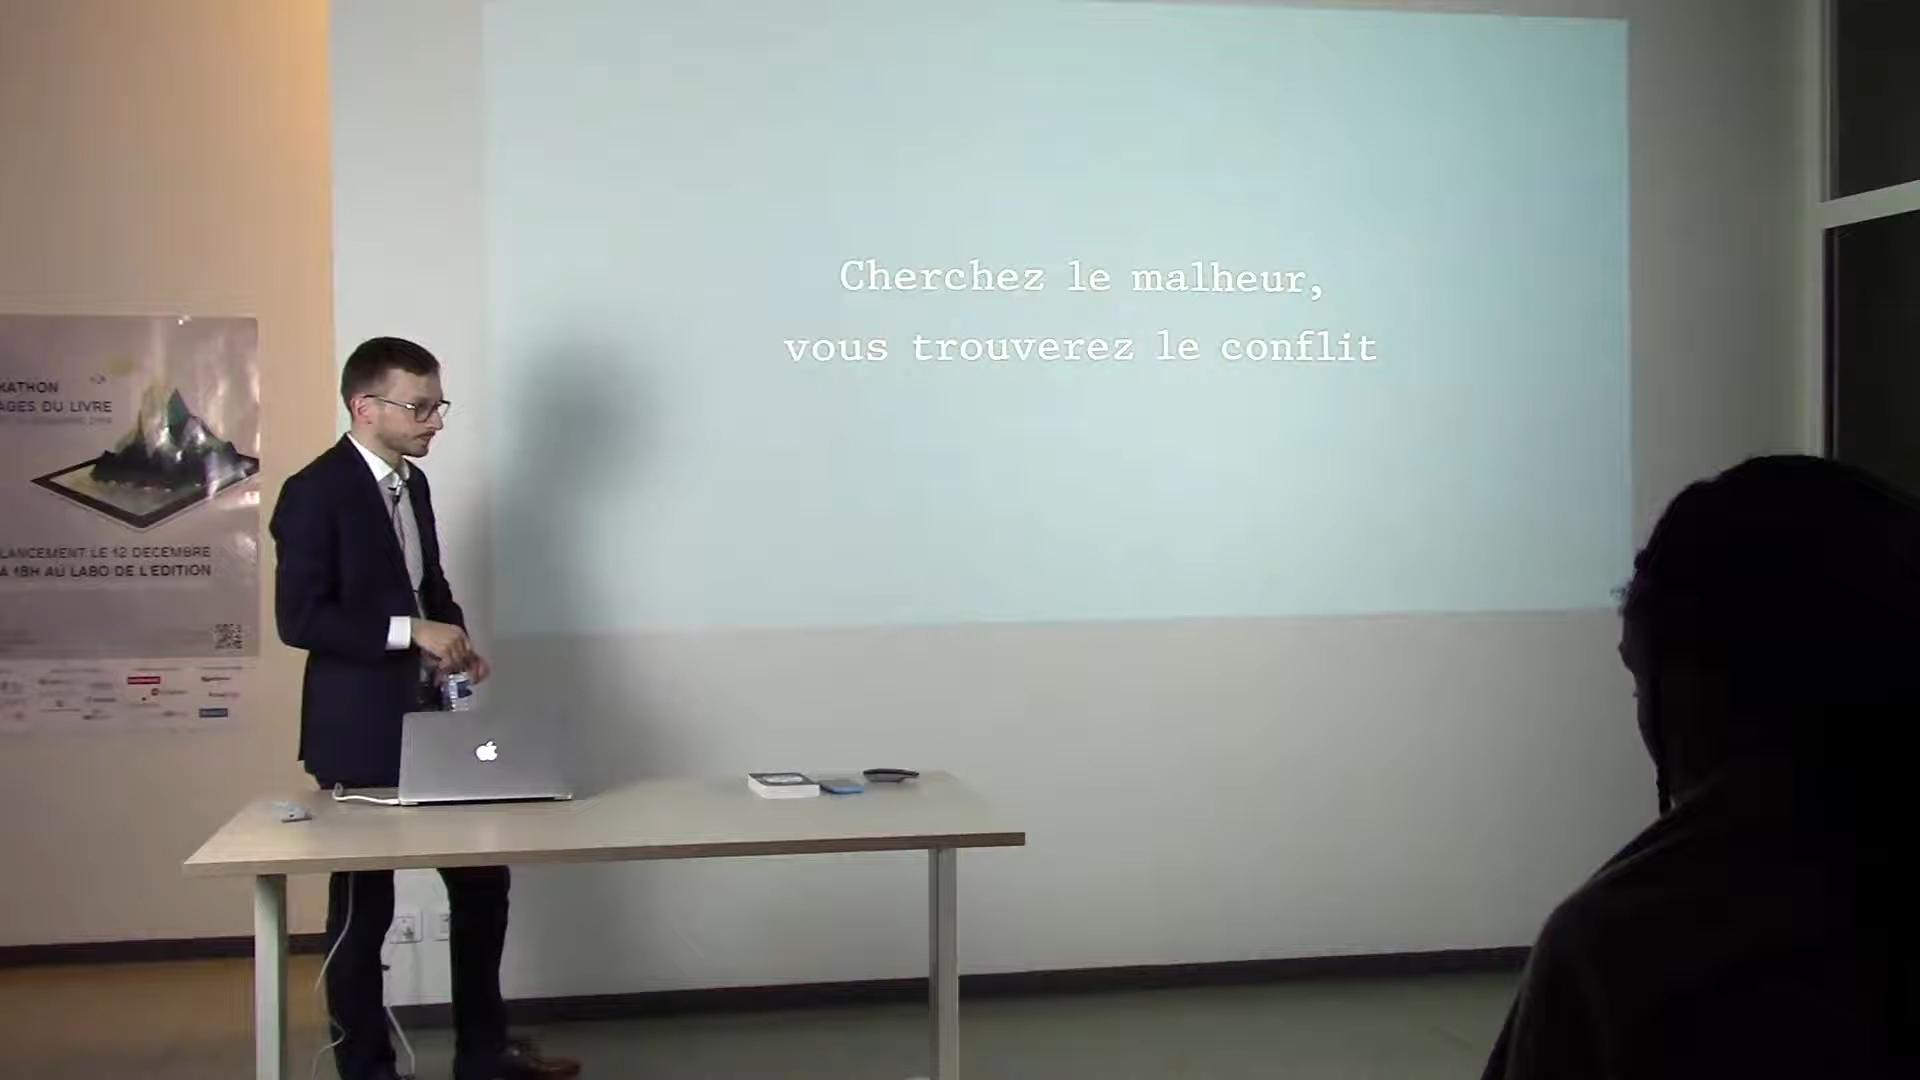 Cherchez le malheur,
vous trouverez le conflit
KATHON
AGES DU LIVRE
LANCEMENT LE 12 DECEMBRE
A 18H AU LABO DE L'EDITION